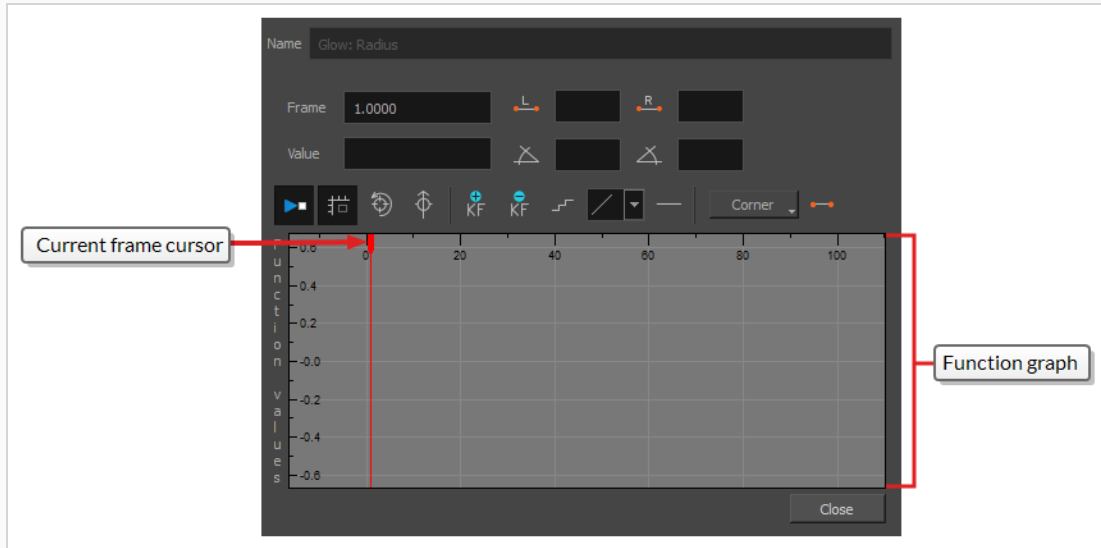 Name Glow: Radius
Frame 1.0000 L R
Value
KF KF Corner
Current frame cursor
Function values
0 20 40 60 80 100
-0.6
-0.4
-0.2
-0.0
-0.2
-0.4
-0.6
Function graph
Close